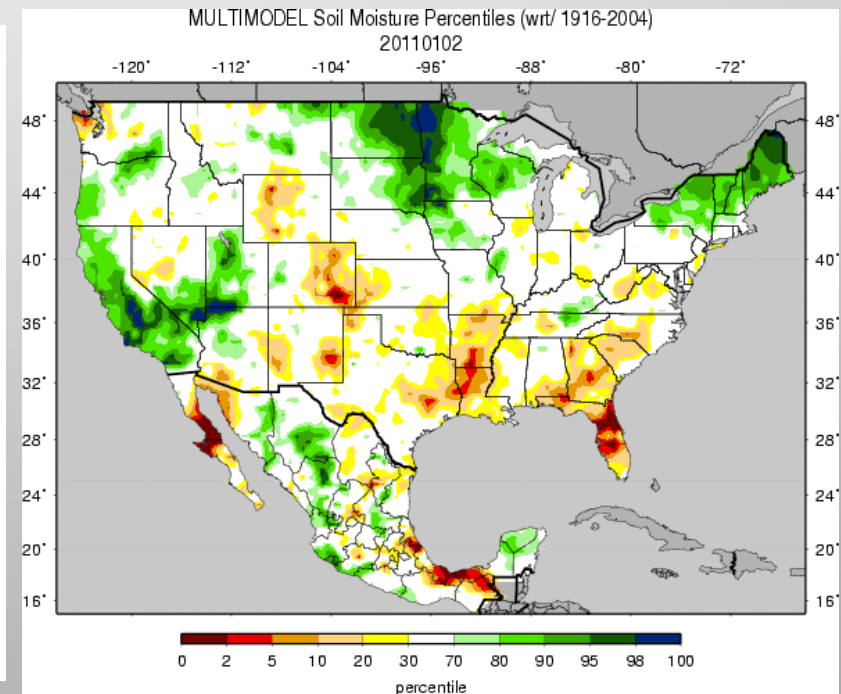 MULTIMODEL Soil Moisture Percentiles (wrt/ 1916-2004)
20110102
-120° -112° -104° -96° -88° -80° -72°
48° 48°
44° 44°
40° 40°
36° 36°
32° 32°
28° 28°
24° 24°
20° 20°
16° 16°
0 2 5 10 20 30 70 80 90 95 98 100
percentile